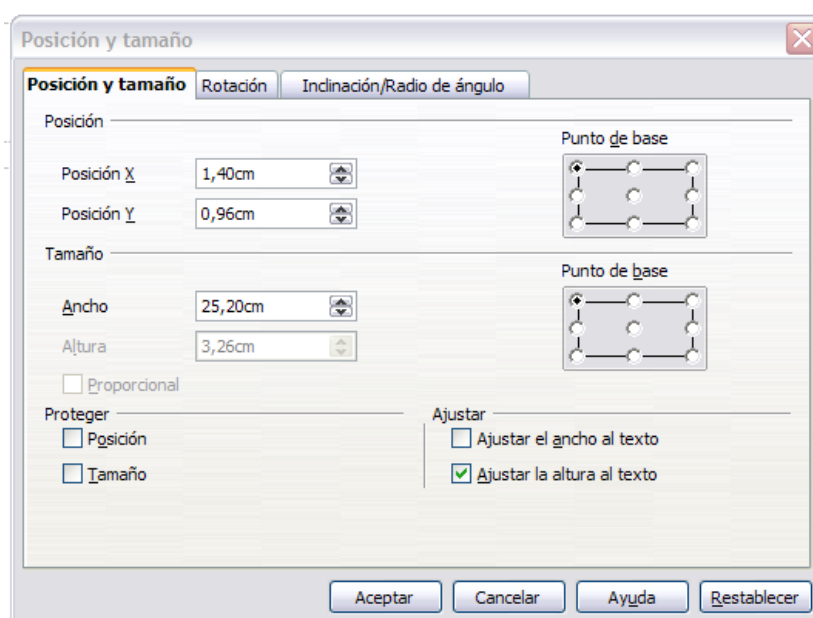 Posición y tamaño
Posición y tamaño Rotación Inclinación/Radio de ángulo
Posición
Punto de base
Posición X 1,40cm
Posición Y 0,96cm
Tamaño
Punto de base
Ancho 25,20cm
Altura 3,26cm
Proporcional
Proteger Ajustar
Posición Ajustar el ancho al texto
Tamaño Ajustar la altura al texto
Aceptar Cancelar Ayuda Restablecer